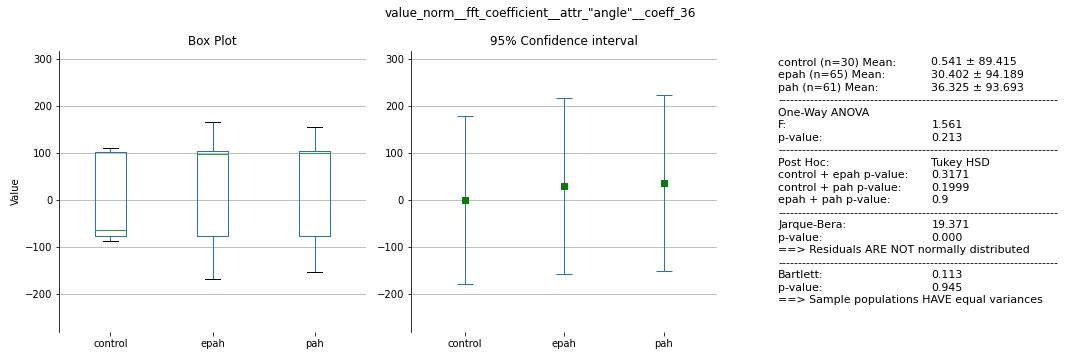 value_norm__fft_coefficient__attr_"angle"__coeff_36
Box Plot
300
200
100
0
−100
−200
Value
control epah pah
95% Confidence interval
300
200
100
0
−100
−200
control epah pah
control (n=30) Mean: 0.541 ± 89.415
epah (n=65) Mean: 30.402 ± 94.189
pah (n=61) Mean: 36.325 ± 93.693
One-Way ANOVA
F: 1.561
p-value: 0.213
Post Hoc: Tukey HSD
control + epah p-value: 0.3171
control + pah p-value: 0.1999
epah + pah p-value: 0.9
Jarque-Bera: 19.371
p-value: 0.000
==> Residuals ARE NOT normally distributed
Bartlett: 0.113
p-value: 0.945
==> Sample populations HAVE equal variances